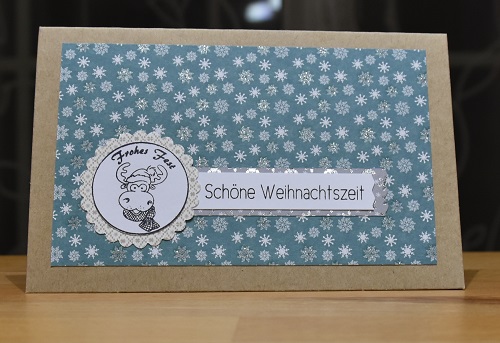 Frohes Fest
Schöne Weihnachtszeit